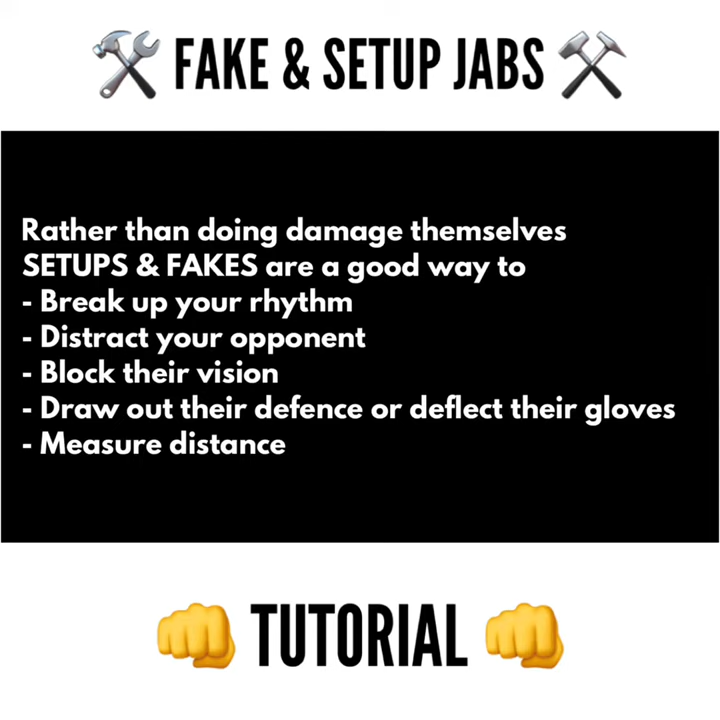 FAKE & SETUP JABS
Rather than doing damage themselves
SETUPS & FAKES are a good way to
- Break up your rhythm
- Distract your opponent
- Block their vision
- Draw out their defence or deflect their gloves
- Measure distance
TUTORIAL